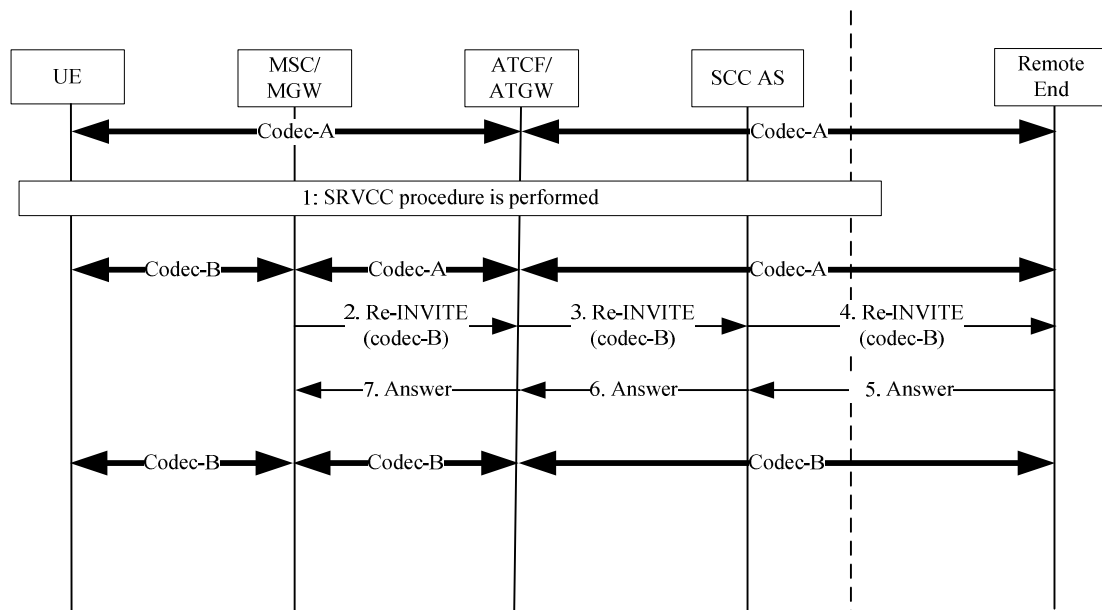 UE
MSC/
MGW
ATCF/
ATGW
SCC AS
Remote
End
Codec-A
Codec-A
1: SRVCC procedure is performed
Codec-B
Codec-A
Codec-A
2. Re-INVITE
(codec-B)
3. Re-INVITE
(codec-B)
4. Re-INVITE
(codec-B)
7. Answer
6. Answer
5. Answer
Codec-B
Codec-B
Codec-B